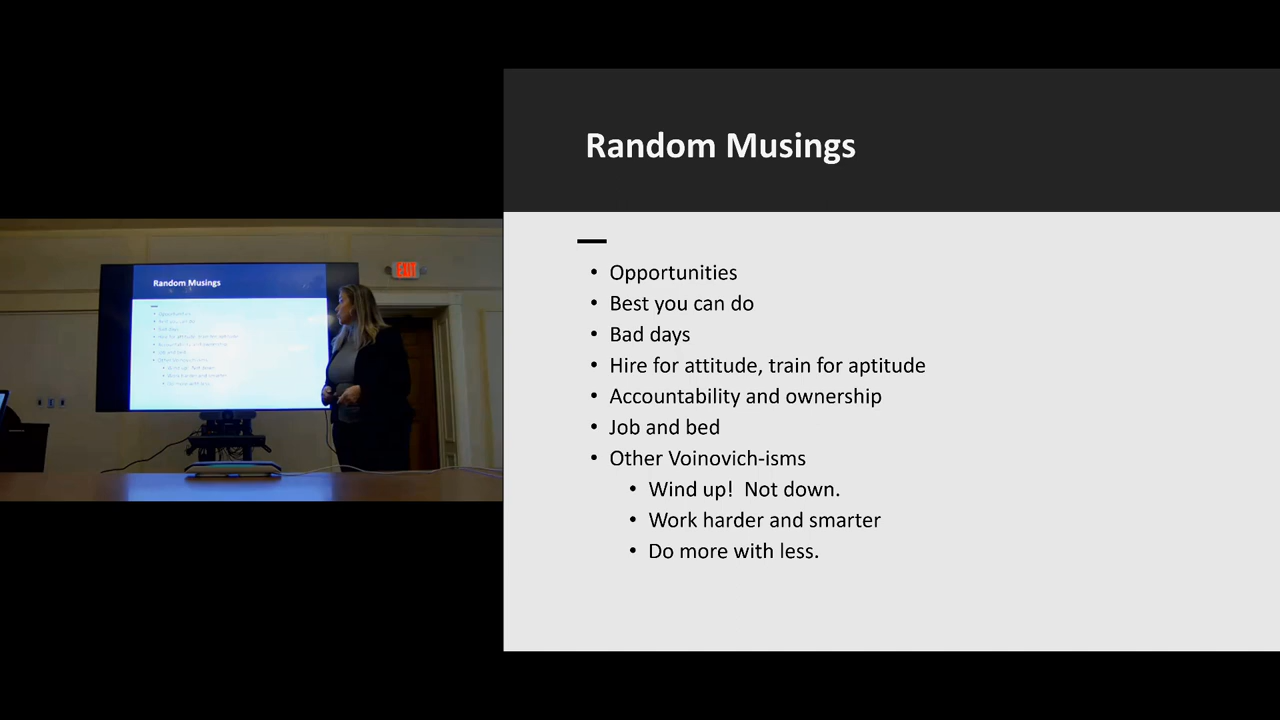 Random Musings
• Opportunities
• Best you can do
• Bad days
• Hire for attitude, train for aptitude
• Accountability and ownership
• Job and bed
• Other Voinovich-isms
• Wind up!  Not down.
• Work harder and smarter
• Do more with less.
Random Musings
EXIT